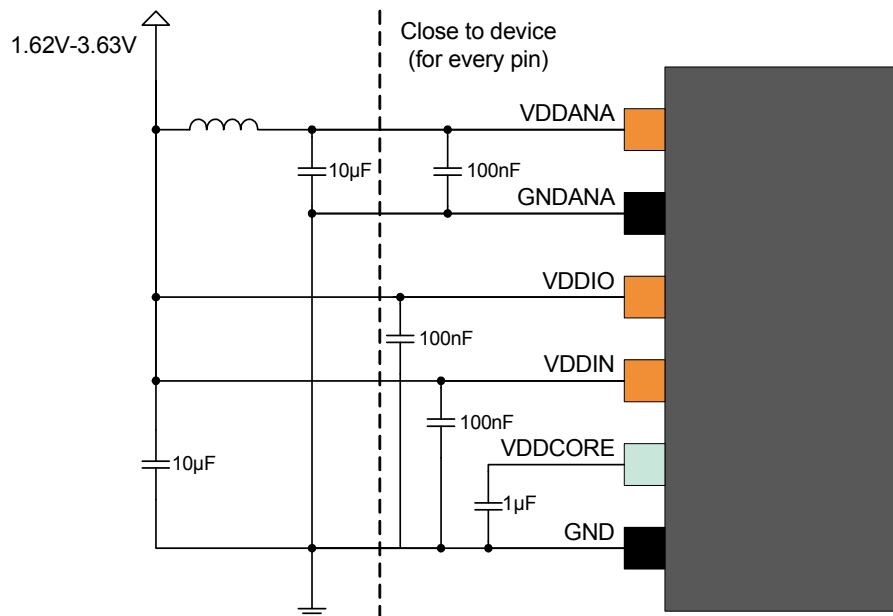 1.62V-3.63V
Close to device
(for every pin)
VDDANA
10µF
100nF
GNDANA
VDDIO
100nF
VDDIN
100nF
VDDCORE
10µF
1µF
GND